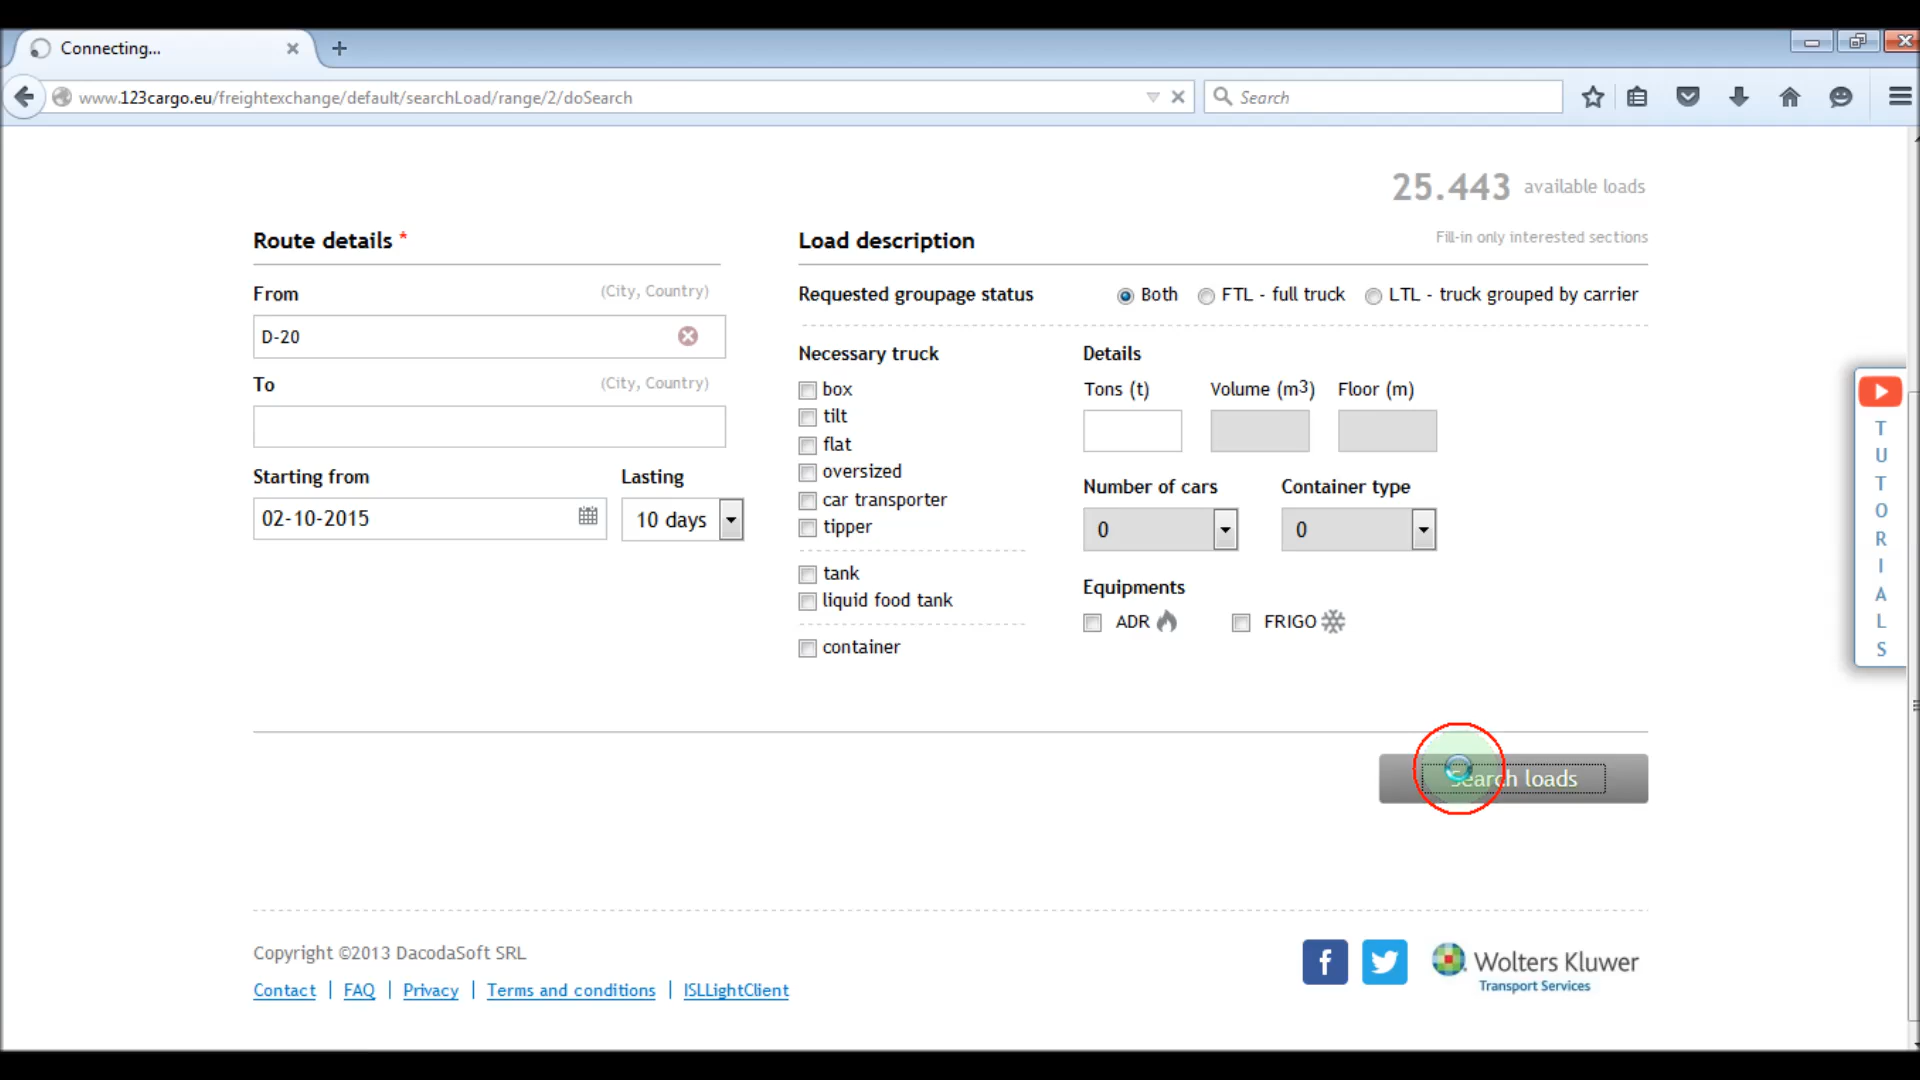 Connecting...
www.123cargo.eu/freightexchange/default/searchLoad/range/2/doSearch
Search
25.443 available loads
Route details *
Load description
Fill-in only interested sections
From (City, Country)
Requested groupage status
Both
FTL - full truck
LTL - truck grouped by carrier
D-20
To (City, Country)
Starting from
Lasting
02-10-2015
10 days
Necessary truck
box
tilt
flat
oversized
car transporter
tipper
tank
liquid food tank
container
Details
Tons (t)
Volume (m3)
Floor (m)
Number of cars
Container type
0
0
Equipments
ADR
FRIGO
Search loads
TUTORIALS
Copyright ©2013 DacodaSoft SRL
Contact | FAQ | Privacy | Terms and conditions | ISLLightClient
Wolters Kluwer
Transport Services